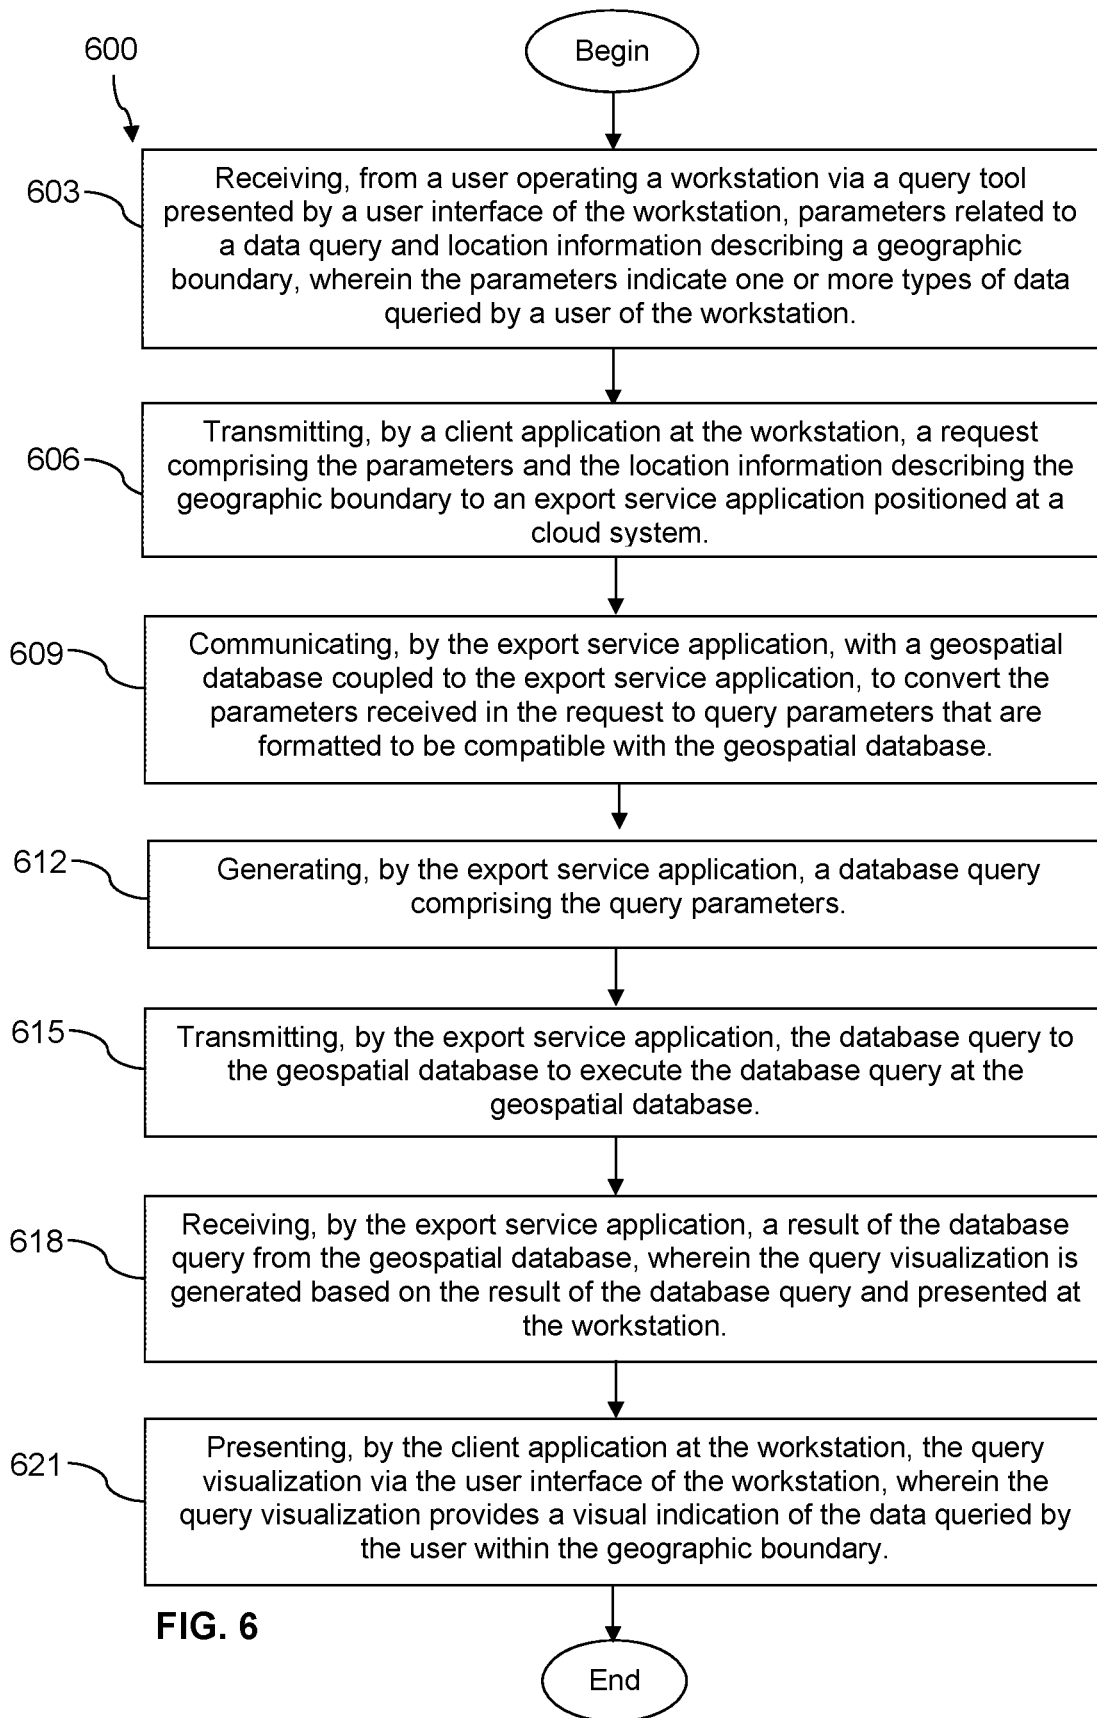 600
Begin
603
Receiving, from a user operating a workstation via a query tool
presented by a user interface of the workstation, parameters related to
a data query and location information describing a geographic
boundary, wherein the parameters indicate one or more types of data
queried by a user of the workstation.
606
Transmitting, by a client application at the workstation, a request
comprising the parameters and the location information describing the
geographic boundary to an export service application positioned at a
cloud system.
609
Communicating, by the export service application, with a geospatial
database coupled to the export service application, to convert the
parameters received in the request to query parameters that are
formatted to be compatible with the geospatial database.
612
Generating, by the export service application, a database query
comprising the query parameters.
615
Transmitting, by the export service application, the database query to
the geospatial database to execute the database query at the
geospatial database.
618
Receiving, by the export service application, a result of the database
query from the geospatial database, wherein the query visualization is
generated based on the result of the database query and presented at
the workstation.
621
Presenting, by the client application at the workstation, the query
visualization via the user interface of the workstation, wherein the
query visualization provides a visual indication of the data queried by
the user within the geographic boundary.
FIG. 6
End